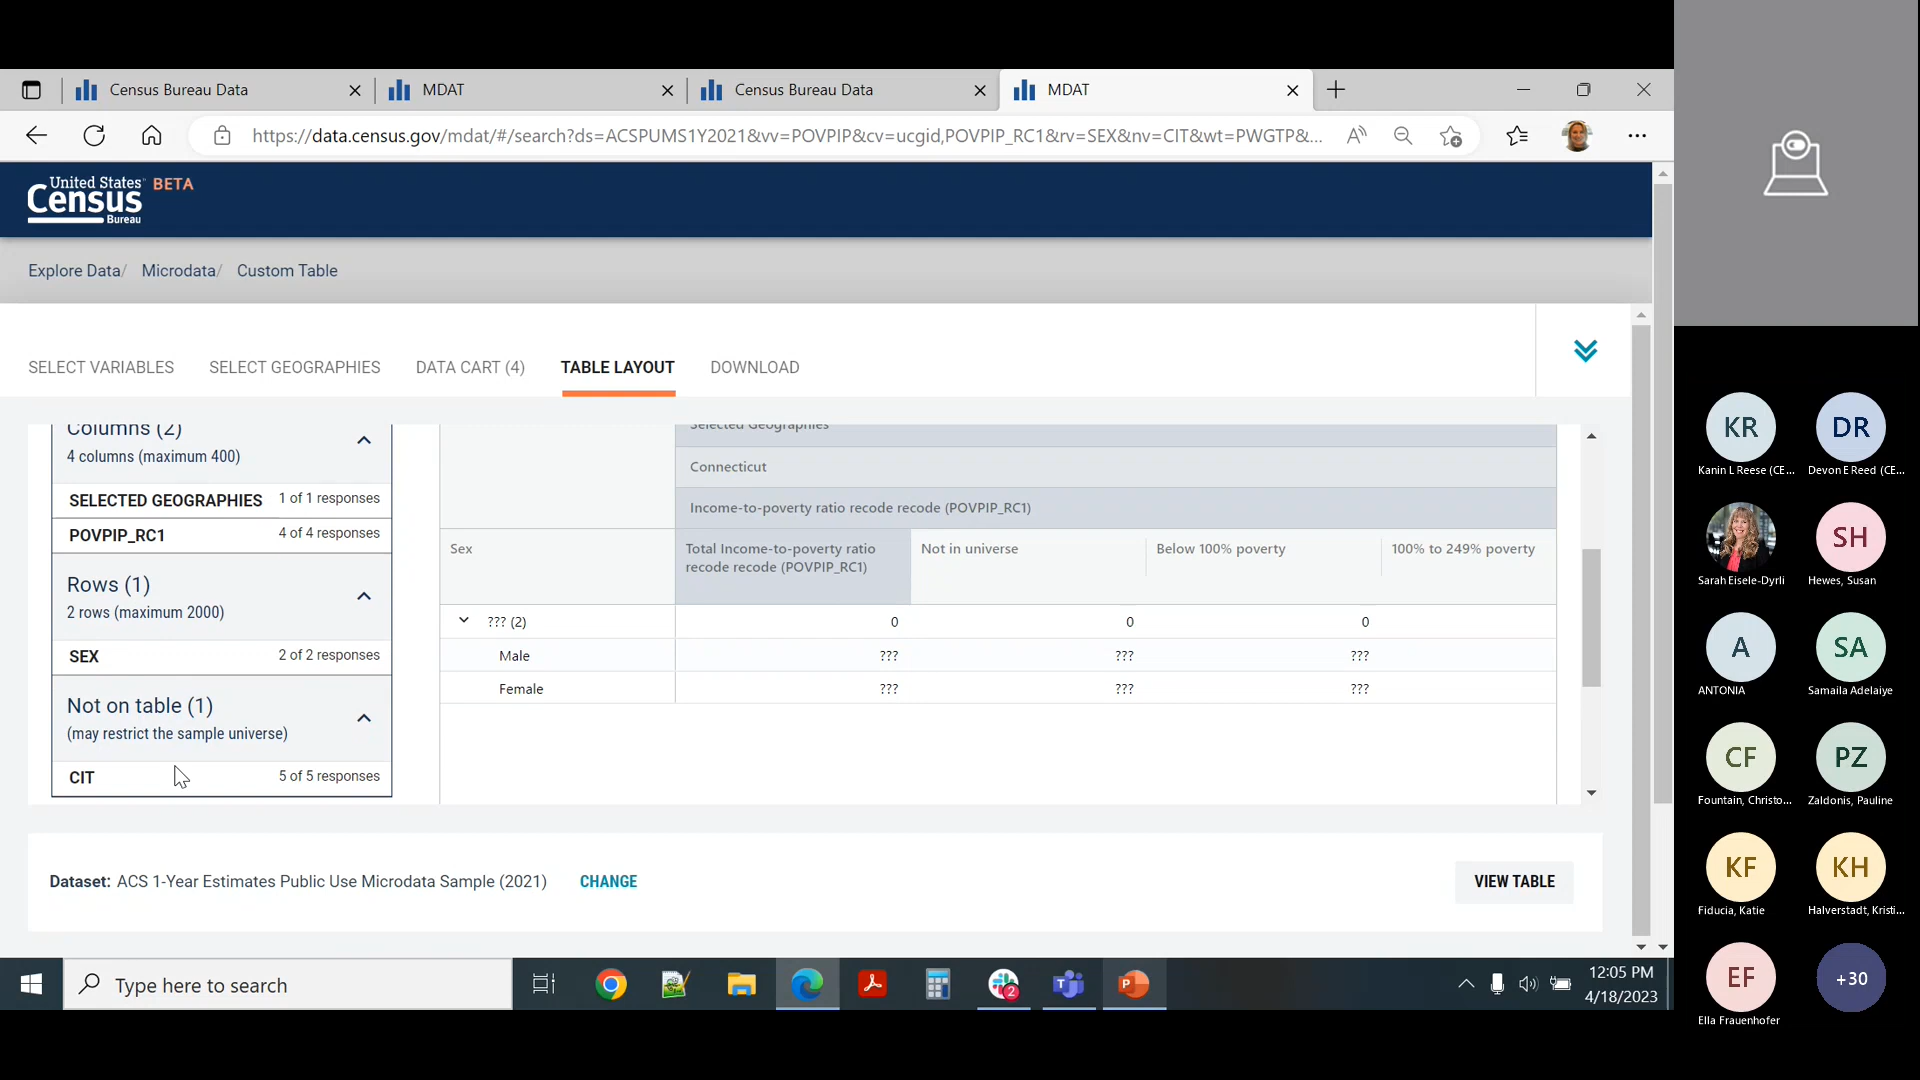 Census Bureau Data
MDAT
Census Bureau Data
MDAT
https://data.census.gov/mdat/#/search?ds=ACSPUMS1Y2021&vv=POVPIP&cv=ucgid,POVPIP_RC1&rv=SEX&nv=CIT&wt=PWGTP&...
United States
Census
Bureau
BETA
Explore Data/ Microdata/ Custom Table
SELECT VARIABLES
SELECT GEOGRAPHIES
DATA CART (4)
TABLE LAYOUT
DOWNLOAD
Columns (2)
4 columns (maximum 400)
SELECTED GEOGRAPHIES 1 of 1 responses
POVPIP_RC1 4 of 4 responses
Rows (1)
2 rows (maximum 2000)
SEX 2 of 2 responses
Not on table (1)
(may restrict the sample universe)
CIT 5 of 5 responses
Selected Geographies
Connecticut
Income-to-poverty ratio recode recode (POVPIP_RC1)
Sex
Total Income-to-poverty ratio
recode recode (POVPIP_RC1)
Not in universe
Below 100% poverty
100% to 249% poverty
??? (2) 0 0 0
Male ??? ??? ???
Female ??? ??? ???
Dataset: ACS 1-Year Estimates Public Use Microdata Sample (2021) CHANGE
VIEW TABLE
Type here to search
2
T
P
12:05 PM
4/18/2023
KR
Kanin L Reese (CE...
DR
Devon E Reed (CE...
Sarah Eisele-Dyrli
SH
Hewes, Susan
A
ANTONIA
SA
Samaila Adelaiye
CF
Fountain, Christo...
PZ
Zaldonis, Pauline
KF
Fiducia, Katie
KH
Halverstadt, Kristi...
EF
Ella Frauenhofer
+30